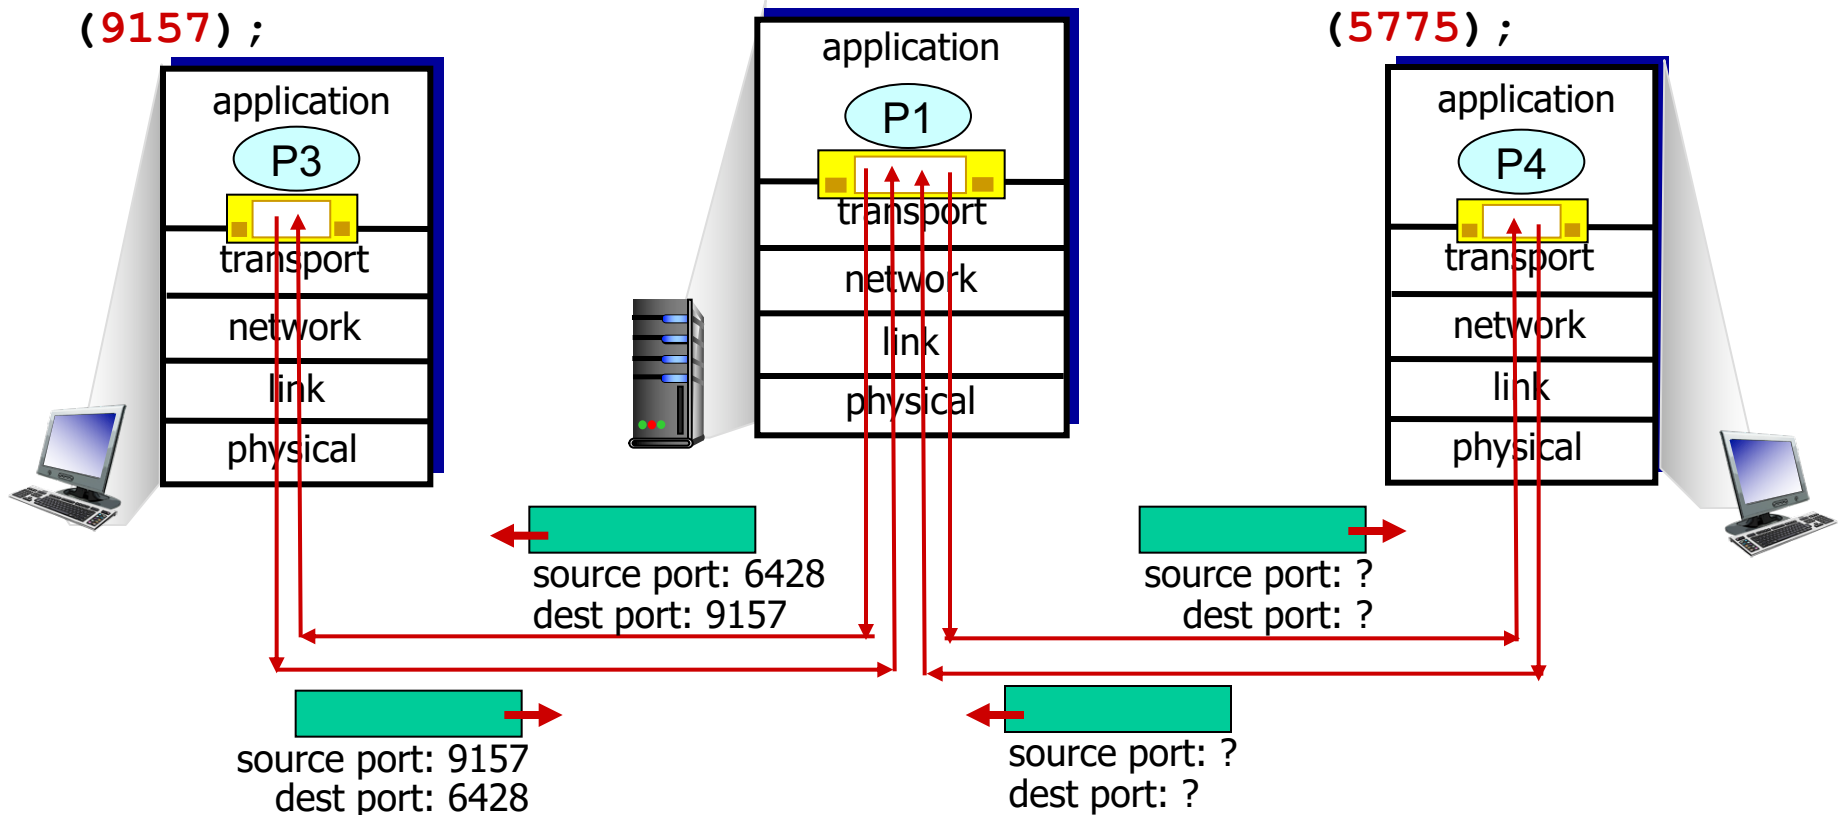 (9157);
application
P3
transport
network
link
physical
application
P1
transport
network
link
physical
(5775);
application
P4
transport
network
link
physical
source port: 6428
dest port: 9157
source port: ?
dest port: ?
source port: 9157
dest port: 6428
source port: ?
dest port: ?